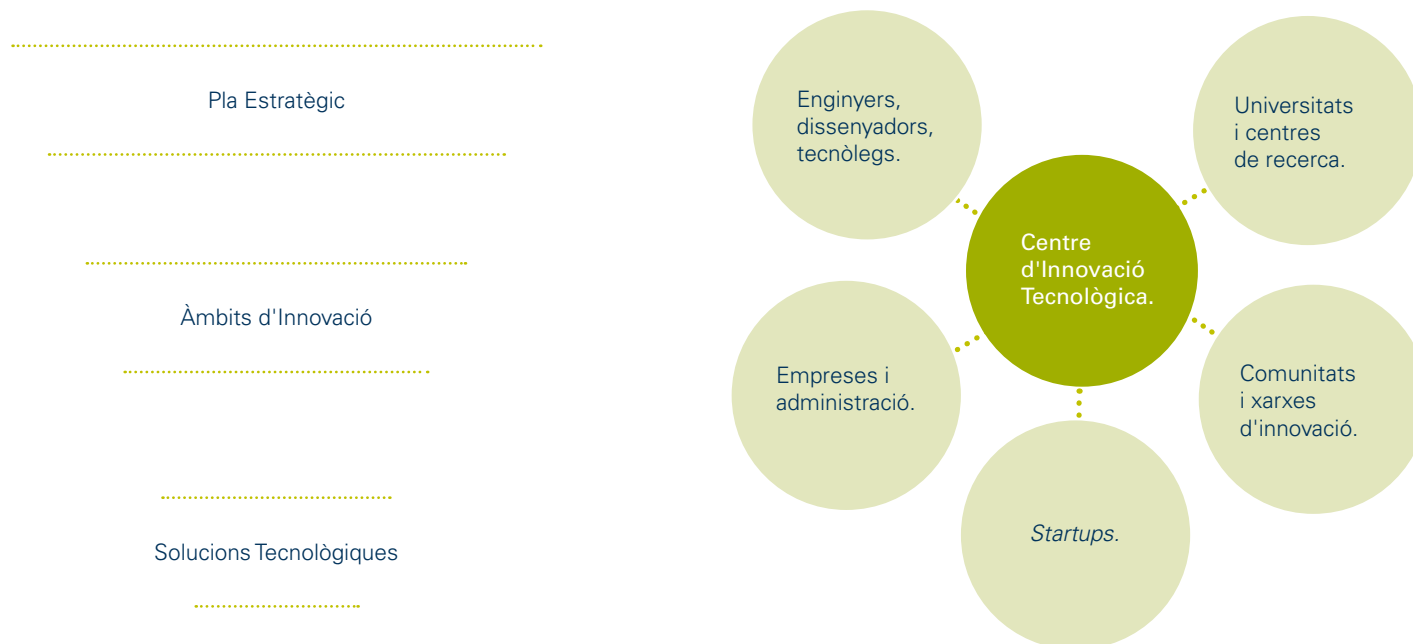 Pla Estratègic
Àmbits d'Innovació
Solucions Tecnològiques
Enginyers,
dissenyadors,
tecnòlegs.
Universitats
i centres
de recerca.
Centre
d'Innovació
Tecnològica.
Empreses i
administració.
Comunitats
i xarxes
d'innovació.
Startups.